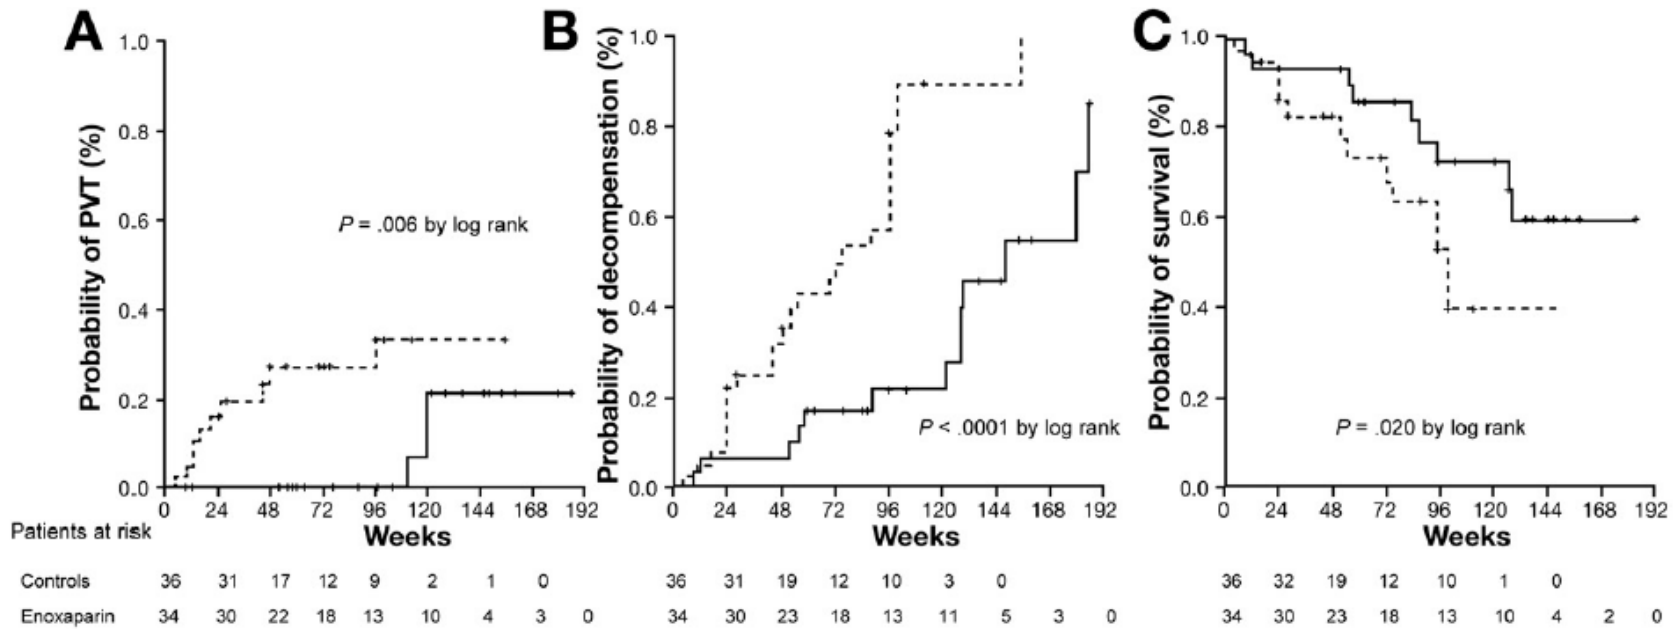 A
B
C
Probability of PVT (%)
1.0
0.8
0.6
0.4
0.2
0.0
P = .006 by log rank
0 24 48 72 96 120 144 168 192
Weeks
Probability of decompensation (%)
1.0
0.8
0.6
0.4
0.2
0.0
P < .0001 by log rank
0 24 48 72 96 120 144 168 192
Weeks
Probability of survival (%)
1.0
0.8
0.6
0.4
0.2
0.0
P = .020 by log rank
0 24 48 72 96 120 144 168 192
Weeks
Patients at risk
Controls 36 31 17 12 9 2 1 0 36 31 19 12 10 3 0 36 32 19 12 10 1 0
Enoxaparin 34 30 22 18 13 10 4 3 0 34 30 23 18 13 11 5 3 0 34 30 23 18 13 10 4 2 0